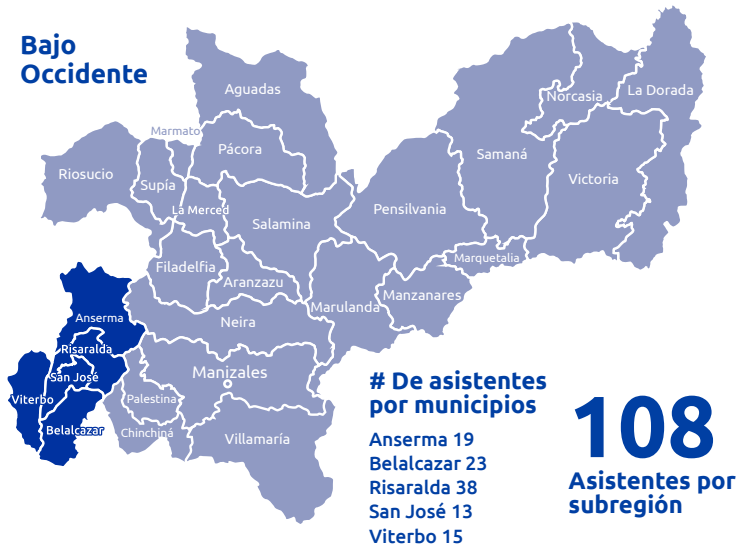 Bajo
Occidente
Aguadas
Norcasia
La Dorada
Marmato
Pácora
Samaná
Riosucio
Supía
Victoria
La Merced
Pensilvania
Salamina
Marquetalia
Filadelfia
Aranzazu
Manzanares
Marulanda
Anserma
Neira
Risaralda
San José
Manizales
Viterbo
Palestina
Belalcazar
Chinchiná
Villamaría
# De asistentes
por municipios
Anserma 19
Belalcazar 23
Risaralda 38
San José 13
Viterbo 15
108
Asistentes por
subregión